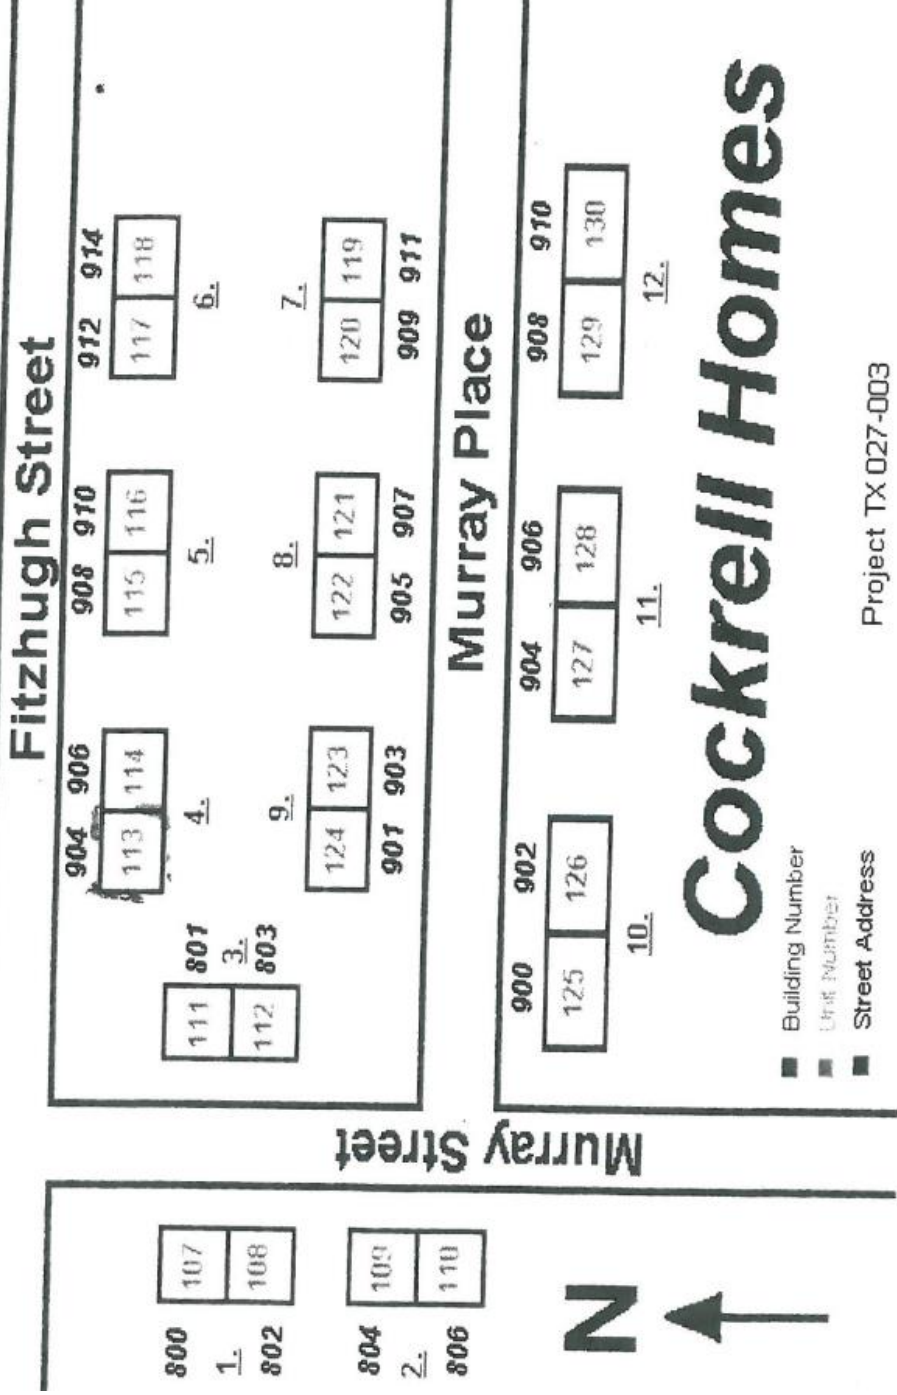 Fitzhugh Street
904 906 908 910 912 914
113 114 115 116 117 118
4. 5. 6.
801
111
3.
112
803
9. 8. 7.
124 123 122 121 120 119
901 903 905 907 909 911
Murray Place
900 902 904 906 908 910
125 126 127 128 129 130
10. 11. 12.
Murray Street
800 107
1.
802 108
804 109
2.
806 110
N
Cockrell Homes
Building Number
Unit Number
Street Address
Project TX 027-003